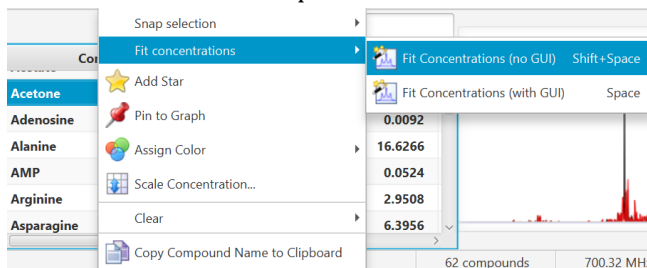 Snap selection
Fit concentrations
Fit Concentrations (no GUI) Shift+Space
Fit Concentrations (with GUI) Space
Add Star
Pin to Graph
Assign Color
Scale Concentration...
Clear
Copy Compound Name to Clipboard
Acetone
Adenosine 0.0092
Alanine 16.6266
AMP 0.0524
Arginine 2.9508
Asparagine 6.3956
62 compounds 700.32 MH